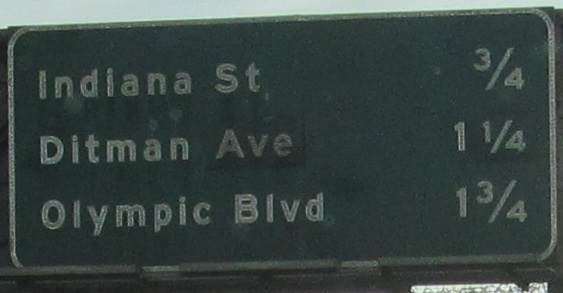 Indiana St 3/4
Ditman Ave 1 1/4
Olympic Blvd 1 3/4